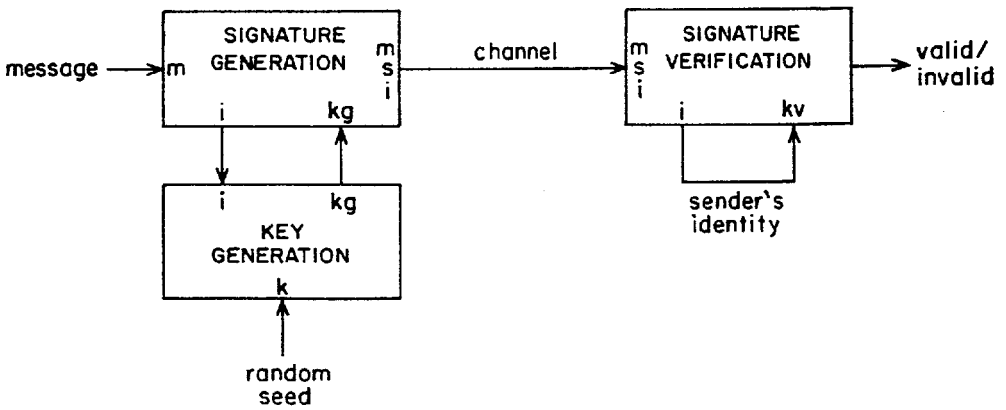 SIGNATURE
GENERATION
message
m
m
s
i
i
kg
channel
m
s
i
SIGNATURE
VERIFICATION
i
kv
valid/
invalid
sender's
identity
i
kg
KEY
GENERATION
k
random
seed